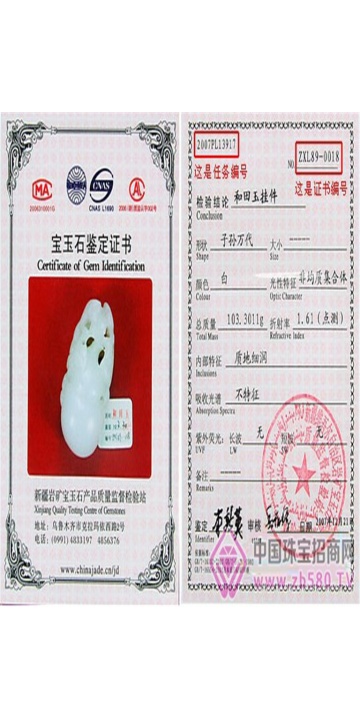 MA
CNAS
AL
2006310001G
CNAS L1690
宝玉石鉴定证书
Certificate of Gem Identification
新疆岩矿宝玉石产品质量监督检验站
Xinjiang Quality Testing Centre of Gemstones
地址：乌鲁木齐市克拉玛依西路2号
电话：(0991) 4833197 4856376
www.chinajade.cn/jd
2007PL13917
这是任务编号
NO
ZXL89-0018
这是证书编号
检验结论 和田玉挂件
Conclusion
形状 子孙万代 大小 ———
Shape Size
颜色 白 光性特征 非均质集合体
Colour Optic Character
总质量 103.3011g 折射率 1.61(点测)
Total Mass Refractive Index
内部特征 质地细润
Inclusions
吸收光谱 不特征
Absorption Spectra
紫外荧光：长波 无 短波 无
UVF LW
备注 ———
Remarks
鉴定 审核 日期 2007年12月21日
Identifier
中国珠宝招商网
www.zb580.TV